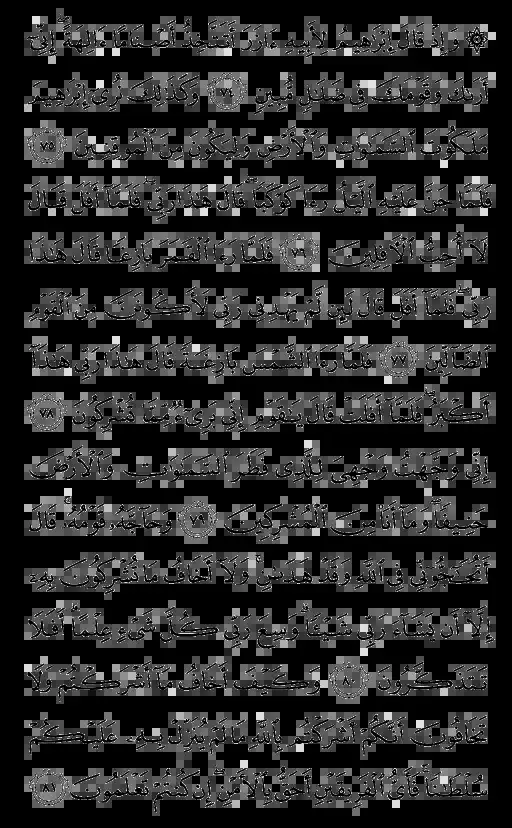 ۞ وَإِذْ قَالَ إِبْرَٰهِيمُ لِأَبِيهِ ءَازَرَ أَتَتَّخِذُ أَصْنَامًا ءَالِهَةً إِنِّىٓ
أَرَىٰكَ وَقَوْمَكَ فِى ضَلَٰلٍ مُّبِينٍ ٧٤ وَكَذَٰلِكَ نُرِىٓ إِبْرَٰهِيمَ
مَلَكُوتَ ٱلسَّمَٰوَٰتِ وَٱلْأَرْضِ وَلِيَكُونَ مِنَ ٱلْمُوقِنِينَ ٧٥
فَلَمَّا جَنَّ عَلَيْهِ ٱلَّيْلُ رَءَا كَوْكَبًا قَالَ هَٰذَا رَبِّى فَلَمَّآ أَفَلَ قَالَ
لَآ أُحِبُّ ٱلْءَافِلِينَ ٧٦ فَلَمَّا رَءَا ٱلْقَمَرَ بَازِغًا قَالَ هَٰذَا
رَبِّى فَلَمَّآ أَفَلَ قَالَ لَئِن لَّمْ يَهْدِنِى رَبِّى لَأَكُونَنَّ مِنَ ٱلْقَوْمِ
ٱلضَّآلِّينَ ٧٧ فَلَمَّا رَءَا ٱلشَّمْسَ بَازِغَةً قَالَ هَٰذَا رَبِّى هَٰذَآ
أَكْبَرُ فَلَمَّآ أَفَلَتْ قَالَ يَٰقَوْمِ إِنِّى بَرِىٓءٌ مِّمَّا تُشْرِكُونَ ٧٨
إِنِّى وَجَّهْتُ وَجْهِىَ لِلَّذِى فَطَرَ ٱلسَّمَٰوَٰتِ وَٱلْأَرْضَ
حَنِيفًا وَمَآ أَنَا۠ مِنَ ٱلْمُشْرِكِينَ ٧٩ وَحَآجَّهُۥ قَوْمُهُۥ قَالَ
أَتُحَٰٓجُّوٓنِّى فِى ٱللَّهِ وَقَدْ هَدَىٰنِ وَلَآ أَخَافُ مَا تُشْرِكُونَ بِهِۦٓ
إِلَّآ أَن يَشَآءَ رَبِّى شَيْـًٔا وَسِعَ رَبِّى كُلَّ شَىْءٍ عِلْمًا أَفَلَا
تَتَذَكَّرُونَ ٨٠ وَكَيْفَ أَخَافُ مَآ أَشْرَكْتُمْ وَلَا
تَخَافُونَ أَنَّكُمْ أَشْرَكْتُم بِٱللَّهِ مَا لَمْ يُنَزِّلْ بِهِۦ عَلَيْكُمْ
سُلْطَٰنًا فَأَىُّ ٱلْفَرِيقَيْنِ أَحَقُّ بِٱلْأَمْنِ إِن كُنتُمْ تَعْلَمُونَ ٨١